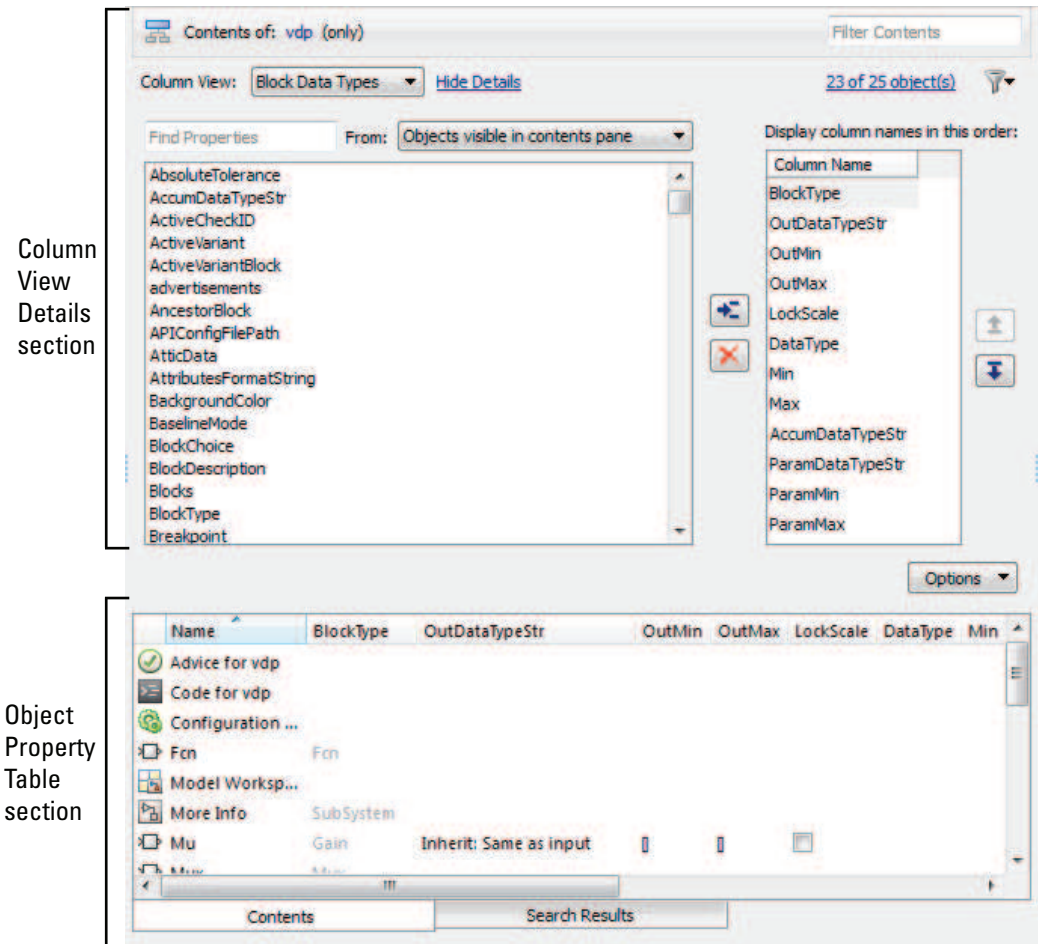 Contents of: vdp (only)
Filter Contents
Column View: Block Data Types Hide Details
23 of 25 object(s)
Find Properties
From: Objects visible in contents pane
Display column names in this order:
AbsoluteTolerance
AccumDataTypeStr
ActiveCheckID
ActiveVariant
ActiveVariantBlock
advertisements
AncestorBlock
APIConfigFilePath
AtticData
AttributesFormatString
BackgroundColor
BaselineMode
BlockChoice
BlockDescription
Blocks
BlockType
Breakpoint
Column Name
BlockType
OutDataTypeStr
OutMin
OutMax
LockScale
DataType
Min
Max
AccumDataTypeStr
ParamDataTypeStr
ParamMin
ParamMax
Column
View
Details
section
Options
Name BlockType OutDataTypeStr OutMin OutMax LockScale DataType Min
Advice for vdp
Code for vdp
Configuration ...
Fcn Fcn
Model Worksp...
More Info SubSystem
Mu Gain Inherit: Same as input [] []
Mux Mux
Object
Property
Table
section
Contents
Search Results